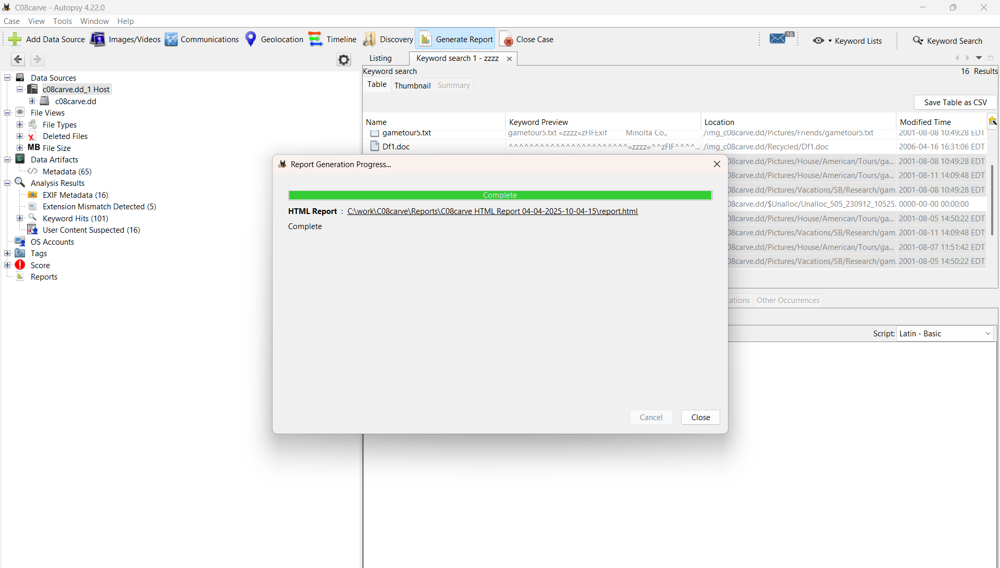 C08carve - Autopsy 4.22.0
Case View Tools Window Help
Add Data Source Images/Videos Communications Geolocation Timeline Discovery Generate Report Close Case 16 Keyword Lists Keyword Search
Listing Keyword search 1 - zzzz
Keyword search 16 Results
Table Thumbnail Summary
Save Table as CSV
Name Keyword Preview Location Modified Time
gametour5.txt gametour5.txt «zzzz«zFIFExif Minolta Co., /img_c08carve.dd/Pictures/Friends/gametour5.txt 2001-08-08 10:49:28 EDT
Df1.doc ^^^^^^^^^^^^^^^^^^^^^^^«zzzz«^^zFIF^^^^... /img_c08carve.dd/Recycled/Df1.doc 2006-04-16 16:31:06 EDT
08carve.dd/Pictures/House/American/Tours/ga... 2001-08-08 10:49:28 EDT
08carve.dd/Pictures/House/American/Tours/ga... 2001-08-11 14:09:48 EDT
08carve.dd/Pictures/Vacations/SB/Research/gam. 2001-08-08 10:49:28 EDT
08carve.dd/$Unalloc/Unalloc_505_230912_10525. 0000-00-00 00:00:00
08carve.dd/Pictures/House/American/Tours/ga... 2001-08-05 14:50:22 EDT
08carve.dd/Pictures/Vacations/SB/Research/gam. 2001-08-11 14:09:48 EDT
08carve.dd/Pictures/House/American/Tours/ga... 2001-08-07 11:51:42 EDT
08carve.dd/Pictures/Vacations/SB/Research/gam. 2001-08-05 14:50:22 EDT
Data Sources
c08carve.dd_1 Host
c08carve.dd
File Views
File Types
Deleted Files
MB File Size
Data Artifacts
Metadata (65)
Analysis Results
EXIF Metadata (16)
Extension Mismatch Detected (5)
Keyword Hits (101)
User Content Suspected (16)
OS Accounts
Tags
Score
Reports
Report Generation Progress...
Complete
HTML Report : C:\work\C08carve\Reports\C08carve HTML Report 04-04-2025-10-04-15\report.html
Complete
Cancel Close
ations Other Occurrences
Script: Latin - Basic